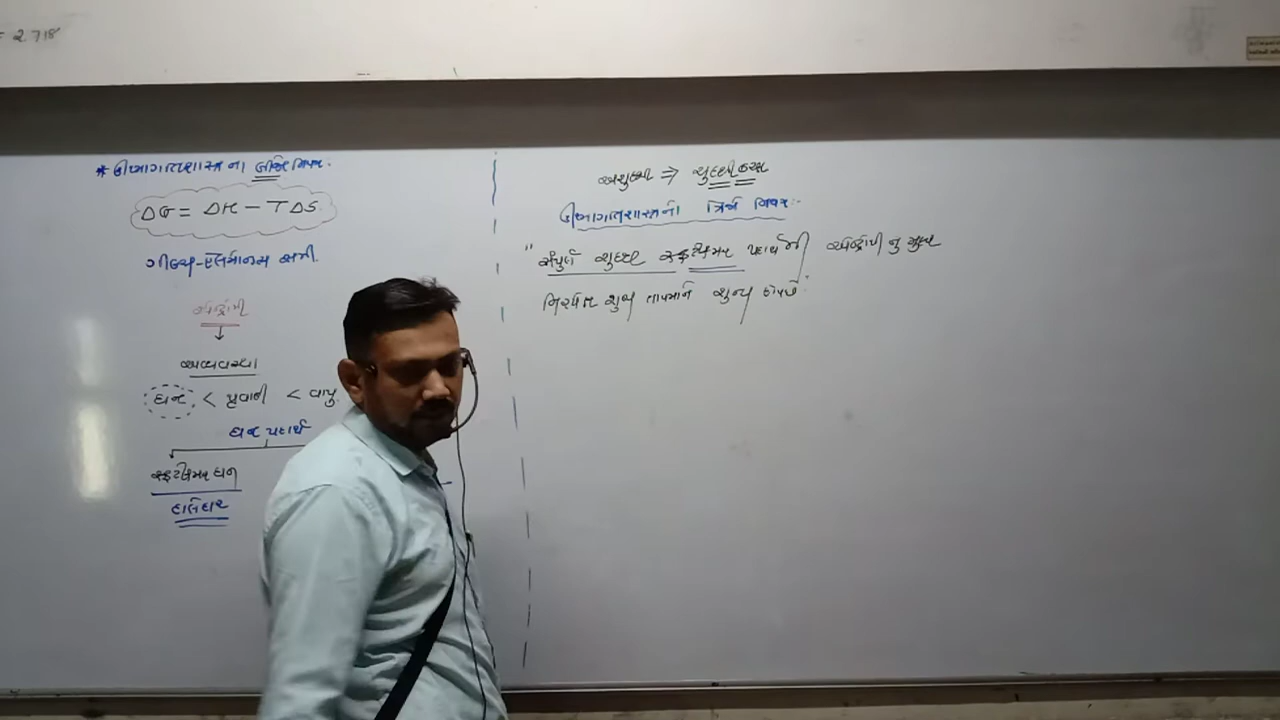 = 2.718
* ઉષ્માગતિશાસ્ત્રના બીજો નિયમ:
ΔG = ΔH - TΔS
ગીબ્સ-હેલ્મહોલ્ત્ઝ સમી.
એન્ટ્રોપી
↓
અવ્યવસ્થા
ઘન < પ્રવાહી < વાયુ
ઘન પદાર્થ
સ્ફટીકમય ઘન
અશુધ્ધી ⇒ શુધ્ધીકરણ
ઉષ્માગતિશાસ્ત્રનો ત્રિજો નિયમ:-
"સંપુર્ણ શુધ્ધ સ્ફટીકમય પદાર્થની એન્ટ્રોપી નુ મુલ્ય
નિરપેક્ષ શુન્ય તાપમાને શુન્ય હોય છે.